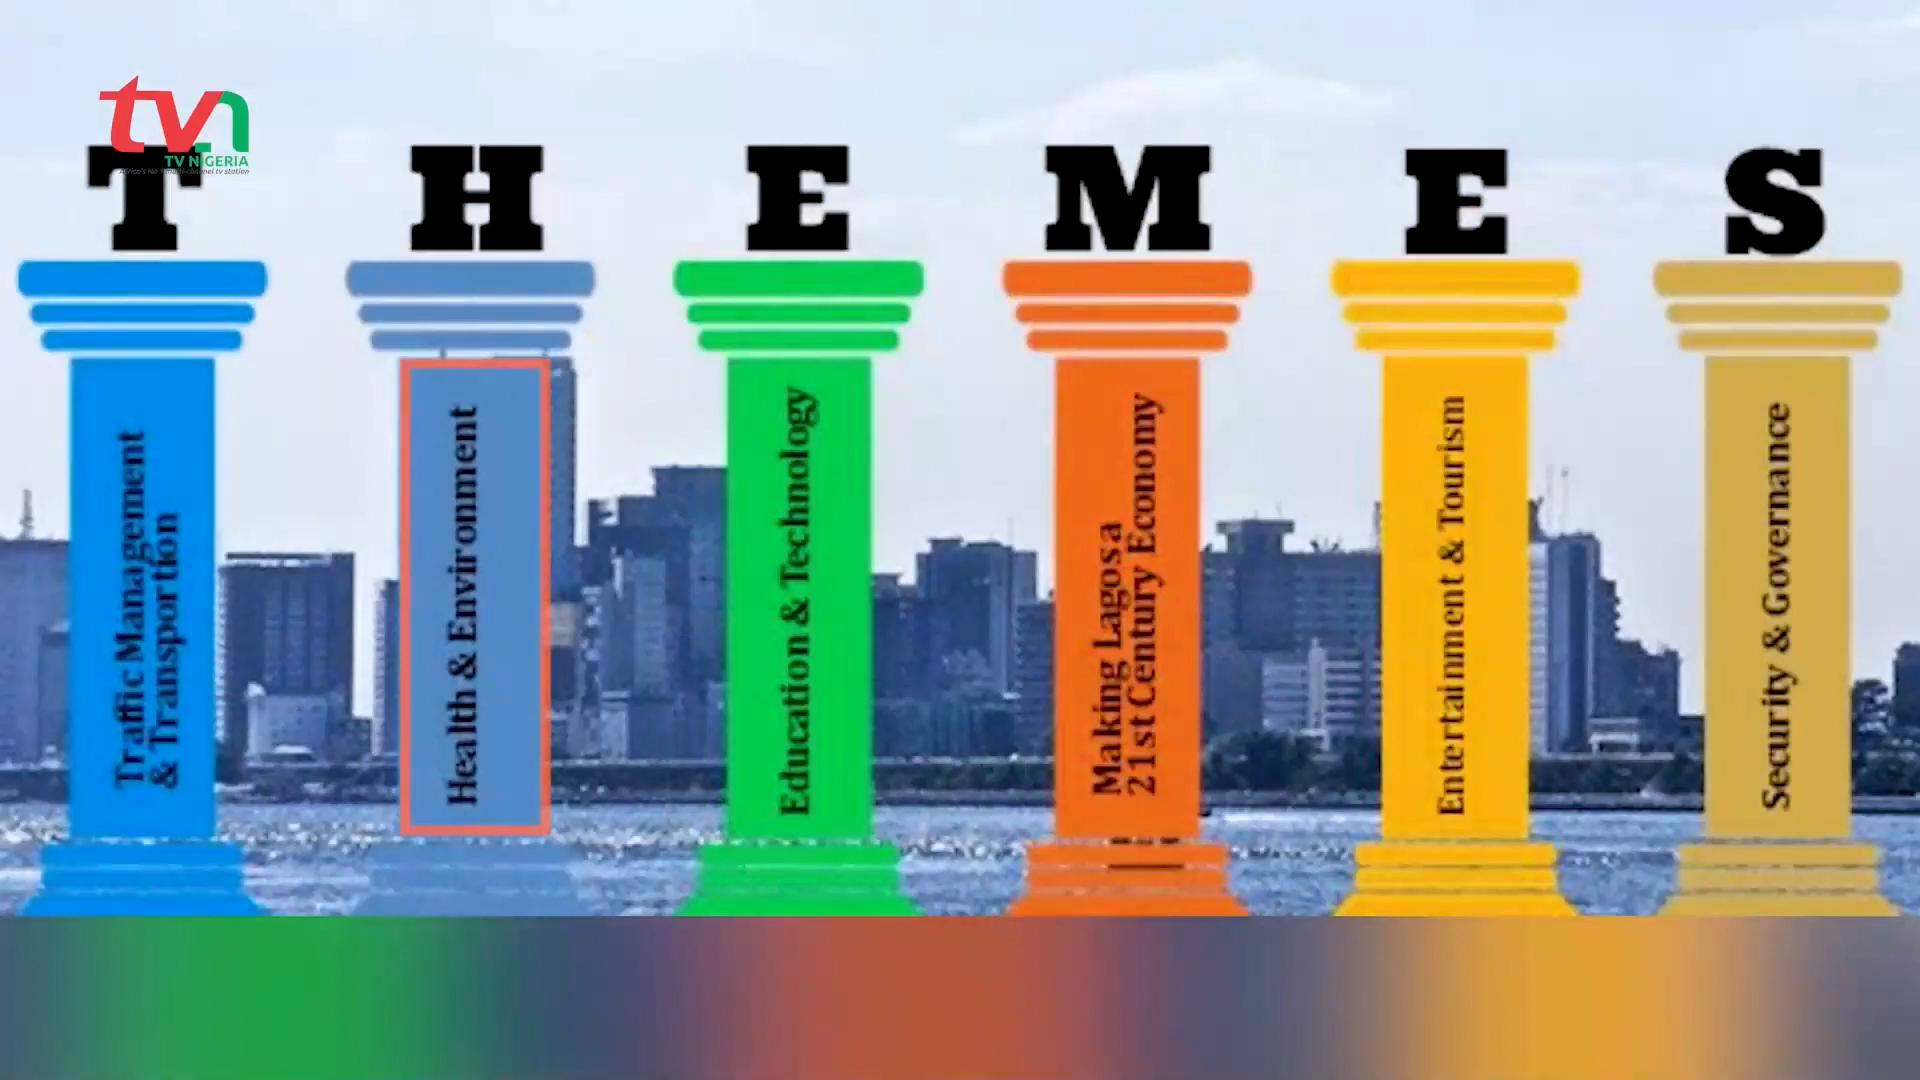 tvn
TV NIGERIA
T H E M E S
Traffic Management
& Transportion
Health & Environment
Education & Technology
Making Lagos a
21st Century Economy
Entertainment & Tourism
Security & Governance